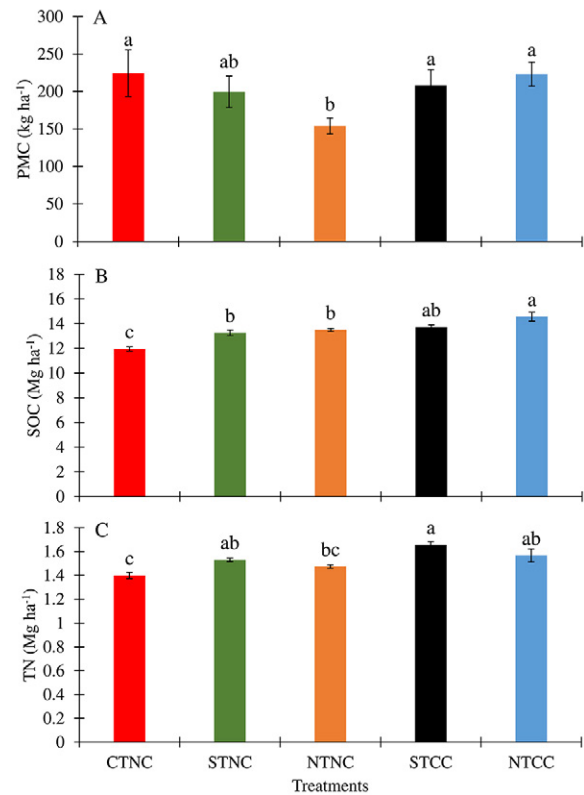 A
300
250
200
150
100
50
0
PMC (kg ha⁻¹)
a
ab
b
a
a
B
18
16
14
12
10
8
6
4
2
0
SOC (Mg ha⁻¹)
c
b
b
ab
a
C
1.8
1.6
1.4
1.2
1
0.8
0.6
0.4
0.2
0
TN (Mg ha⁻¹)
c
ab
bc
a
ab
CTNC STNC NTNC STCC NTCC
Treatments